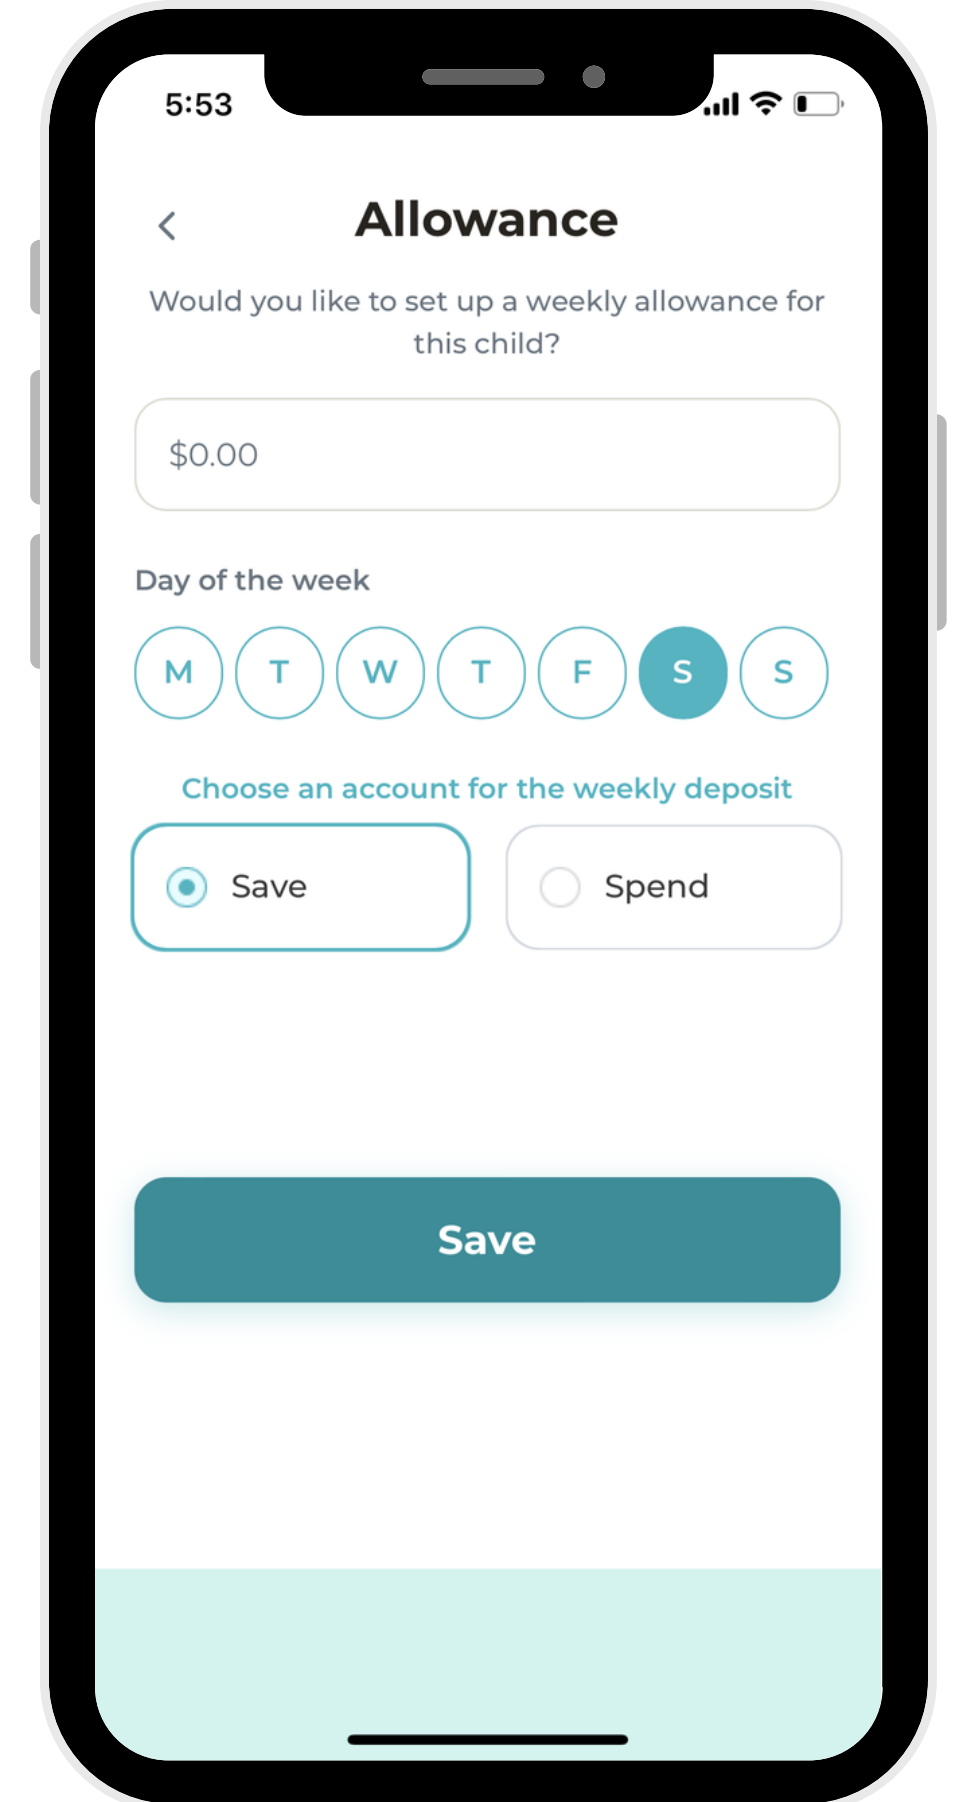 5:53
Allowance
Would you like to set up a weekly allowance for
this child?
$0.00
Day of the week
M T W T F S S
Choose an account for the weekly deposit
Save Spend
Save